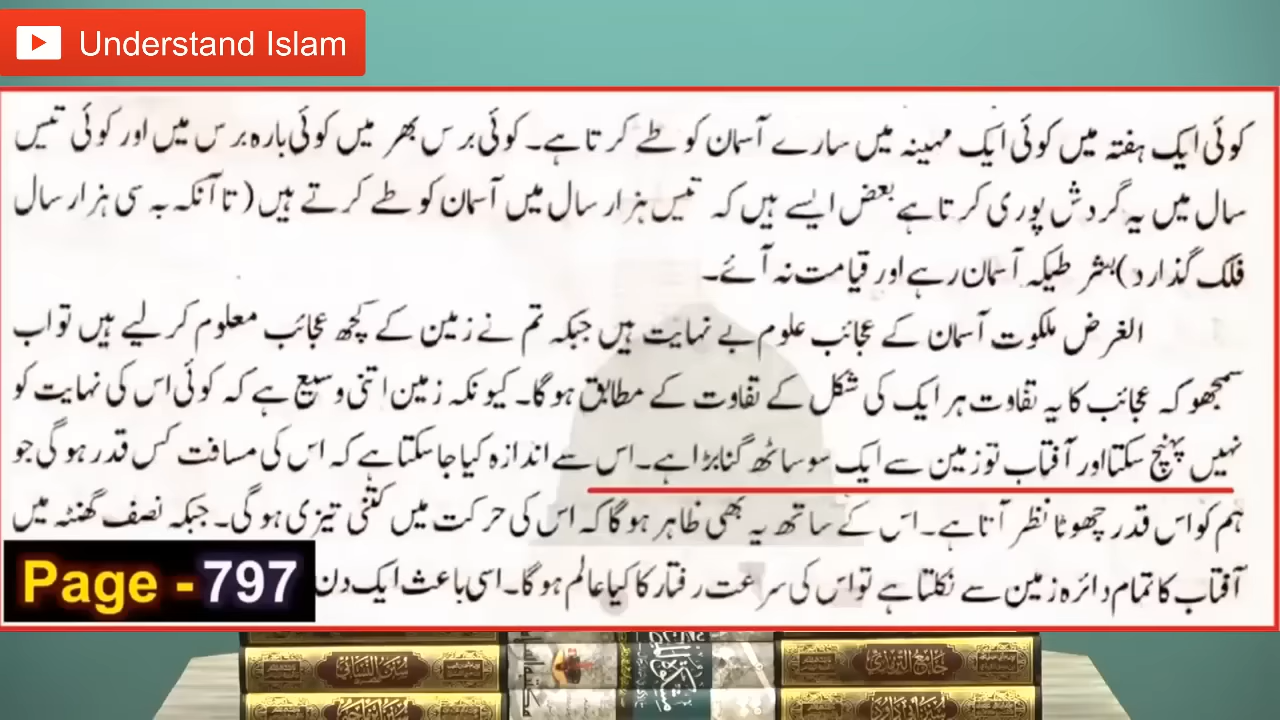 Understand Islam
کوئی ایک ہفتہ میں کوئی ایک مہینہ میں سارے آسمان کو طے کرتا ہے۔ کوئی برس بھر میں کوئی بارہ برس میں اور کوئی تیس
سال میں یہ گردش پوری کرتا ہے بعض ایسے ہیں کہ تیس ہزار سال میں آسمان کو طے کرتے ہیں (تا آنکہ بہ سی ہزار سال
فلک گذارد) بشرطیکہ آسمان رہے اور قیامت نہ آئے۔
الغرض ملکوت آسمان کے عجائب علوم بے نہایت ہیں جبکہ تم نے زمین کے کچھ عجائب معلوم کر لیے ہیں تو اب
سمجھو کہ عجائب کا یہ تفاوت ہر ایک کی شکل کے تفاوت کے مطابق ہوگا۔ کیونکہ زمین اتنی وسیع ہے کہ کوئی اس کی نہایت کو
نہیں پہنچ سکتا اور آفتاب تو زمین سے ایک سو ساٹھ گنا بڑا ہے۔ اس سے اندازہ کیا جا سکتا ہے کہ اس کی مسافت کس قدر ہوگی جو
ہم کو اس قدر چھوٹا نظر آتا ہے۔ اس کے ساتھ یہ بھی ظاہر ہوگا کہ اس کی حرکت میں کتنی تیزی ہوگی۔ جبکہ نصف گھنٹہ میں
آفتاب کا تمام دائرہ زمین سے نکلتا ہے تو اس کی سرعت رفتار کا کیا عالم ہوگا۔ اسی باعث ایک دن
Page - 797
سنن النسائی
جامع الترمذی